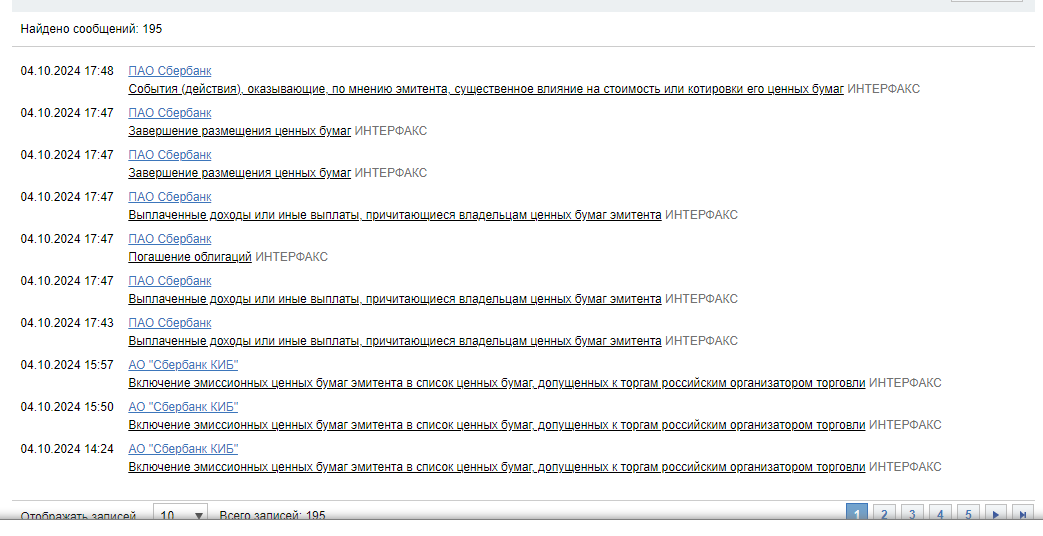 Найдено сообщений: 195
04.10.2024 17:48 ПАО Сбербанк
События (действия), оказывающие, по мнению эмитента, существенное влияние на стоимость или котировки его ценных бумаг ИНТЕРФАКС
04.10.2024 17:47 ПАО Сбербанк
Завершение размещения ценных бумаг ИНТЕРФАКС
04.10.2024 17:47 ПАО Сбербанк
Завершение размещения ценных бумаг ИНТЕРФАКС
04.10.2024 17:47 ПАО Сбербанк
Выплаченные доходы или иные выплаты, причитающиеся владельцам ценных бумаг эмитента ИНТЕРФАКС
04.10.2024 17:47 ПАО Сбербанк
Погашение облигаций ИНТЕРФАКС
04.10.2024 17:47 ПАО Сбербанк
Выплаченные доходы или иные выплаты, причитающиеся владельцам ценных бумаг эмитента ИНТЕРФАКС
04.10.2024 17:43 ПАО Сбербанк
Выплаченные доходы или иные выплаты, причитающиеся владельцам ценных бумаг эмитента ИНТЕРФАКС
04.10.2024 15:57 АО "Сбербанк КИБ"
Включение эмиссионных ценных бумаг эмитента в список ценных бумаг, допущенных к торгам российским организатором торговли ИНТЕРФАКС
04.10.2024 15:50 АО "Сбербанк КИБ"
Включение эмиссионных ценных бумаг эмитента в список ценных бумаг, допущенных к торгам российским организатором торговли ИНТЕРФАКС
04.10.2024 14:24 АО "Сбербанк КИБ"
Включение эмиссионных ценных бумаг эмитента в список ценных бумаг, допущенных к торгам российским организатором торговли ИНТЕРФАКС
Отображать записей 10 Всего записей: 195 1 2 3 4 5